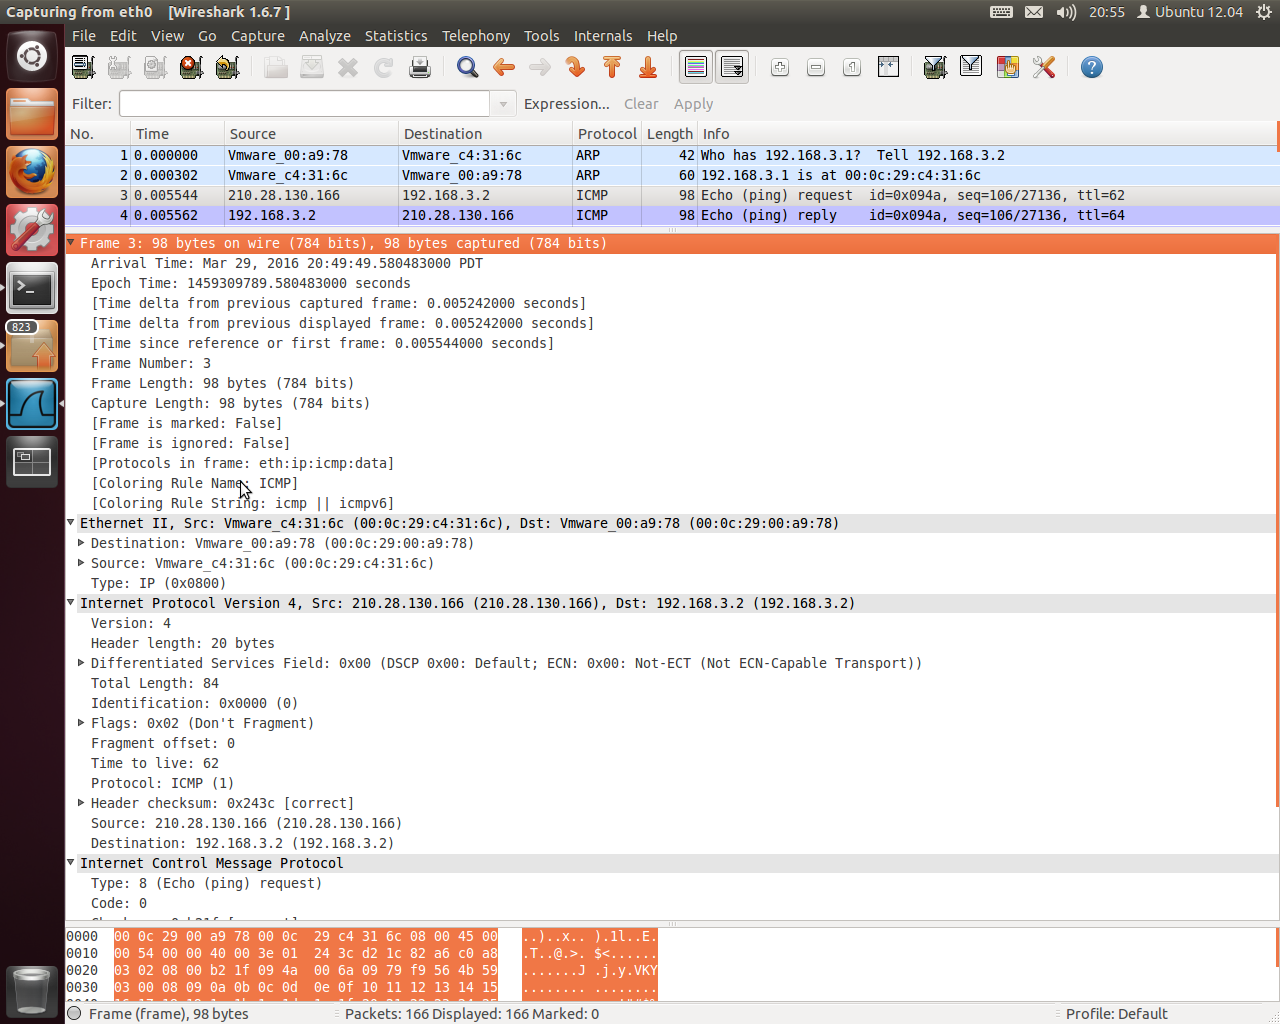 Capturing from eth0   [Wireshark 1.6.7 ]
20:55 Ubuntu 12.04
File Edit View Go Capture Analyze Statistics Telephony Tools Internals Help
Filter: Expression... Clear Apply
No. Time Source Destination Protocol Length Info
1 0.000000 Vmware_00:a9:78 Vmware_c4:31:6c ARP 42 Who has 192.168.3.1?  Tell 192.168.3.2
2 0.000302 Vmware_c4:31:6c Vmware_00:a9:78 ARP 60 192.168.3.1 is at 00:0c:29:c4:31:6c
3 0.005544 210.28.130.166 192.168.3.2 ICMP 98 Echo (ping) request  id=0x094a, seq=106/27136, ttl=62
4 0.005562 192.168.3.2 210.28.130.166 ICMP 98 Echo (ping) reply    id=0x094a, seq=106/27136, ttl=64
Frame 3: 98 bytes on wire (784 bits), 98 bytes captured (784 bits)
Arrival Time: Mar 29, 2016 20:49:49.580483000 PDT
Epoch Time: 1459309789.580483000 seconds
[Time delta from previous captured frame: 0.005242000 seconds]
[Time delta from previous displayed frame: 0.005242000 seconds]
[Time since reference or first frame: 0.005544000 seconds]
Frame Number: 3
Frame Length: 98 bytes (784 bits)
Capture Length: 98 bytes (784 bits)
[Frame is marked: False]
[Frame is ignored: False]
[Protocols in frame: eth:ip:icmp:data]
[Coloring Rule Name: ICMP]
[Coloring Rule String: icmp || icmpv6]
823
Ethernet II, Src: Vmware_c4:31:6c (00:0c:29:c4:31:6c), Dst: Vmware_00:a9:78 (00:0c:29:00:a9:78)
Destination: Vmware_00:a9:78 (00:0c:29:00:a9:78)
Source: Vmware_c4:31:6c (00:0c:29:c4:31:6c)
Type: IP (0x0800)
Internet Protocol Version 4, Src: 210.28.130.166 (210.28.130.166), Dst: 192.168.3.2 (192.168.3.2)
Version: 4
Header length: 20 bytes
Differentiated Services Field: 0x00 (DSCP 0x00: Default; ECN: 0x00: Not-ECT (Not ECN-Capable Transport))
Total Length: 84
Identification: 0x0000 (0)
Flags: 0x02 (Don't Fragment)
Fragment offset: 0
Time to live: 62
Protocol: ICMP (1)
Header checksum: 0x243c [correct]
Source: 210.28.130.166 (210.28.130.166)
Destination: 192.168.3.2 (192.168.3.2)
Internet Control Message Protocol
Type: 8 (Echo (ping) request)
Code: 0
0000 00 0c 29 00 a9 78 00 0c  29 c4 31 6c 08 00 45 00 ..)..x.. ).1l..E.
0010 00 54 00 00 40 00 3e 01  24 3c d2 1c 82 a6 c0 a8 .T..@.>. $<......
0020 03 02 08 00 b2 1f 09 4a  00 6a 09 79 f9 56 4b 59 .......J .j.y.VKY
0030 03 00 08 09 0a 0b 0c 0d  0e 0f 10 11 12 13 14 15 ........ ........
Frame (frame), 98 bytes Packets: 166 Displayed: 166 Marked: 0 Profile: Default